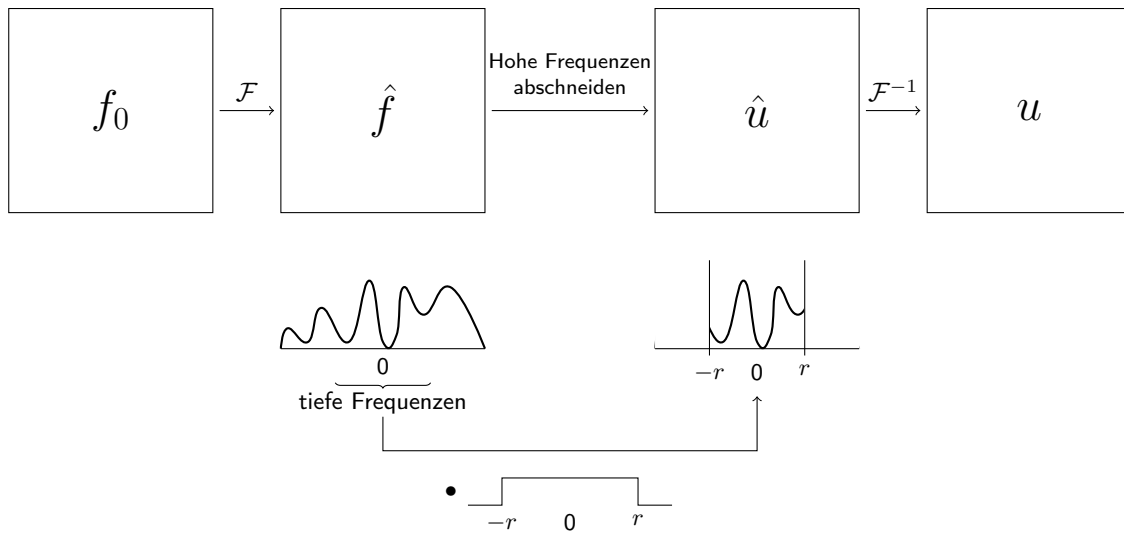 f₀
𝓕
f̂
Hohe Frequenzen
abschneiden
û
𝓕⁻¹
u
0
tiefe Frequenzen
−r 0 r
• −r 0 r